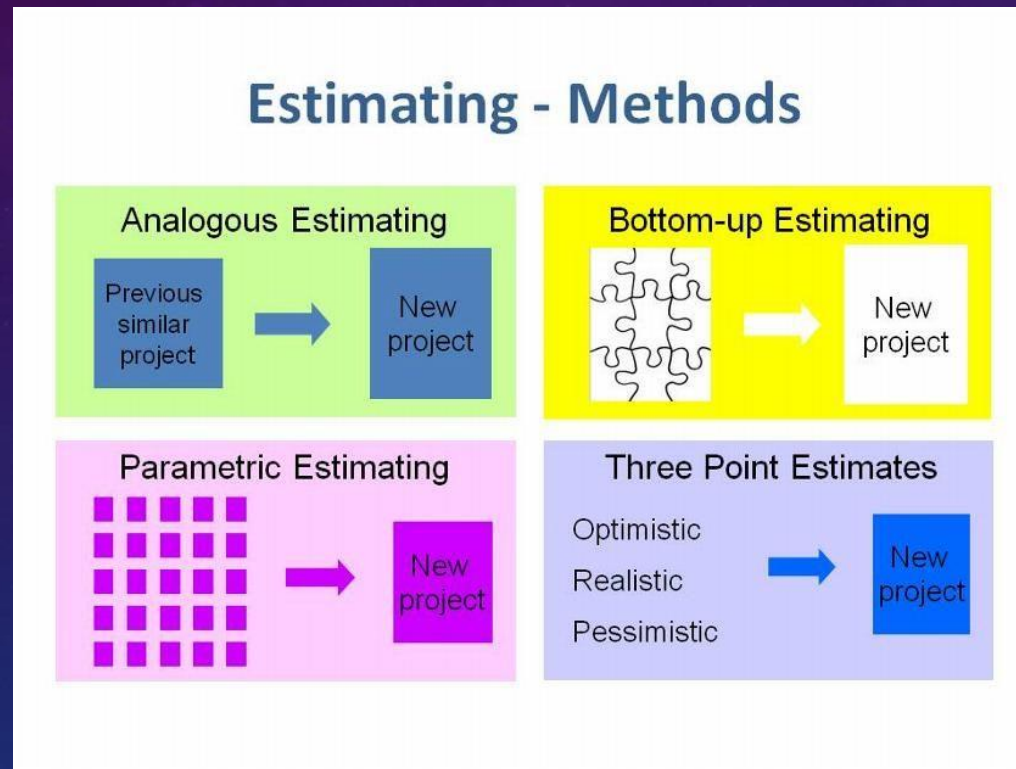 Estimating - Methods
Analogous Estimating
Previous
similar
project
New
project
Bottom-up Estimating
New
project
Parametric Estimating
New
project
Three Point Estimates
Optimistic
Realistic
Pessimistic
New
project